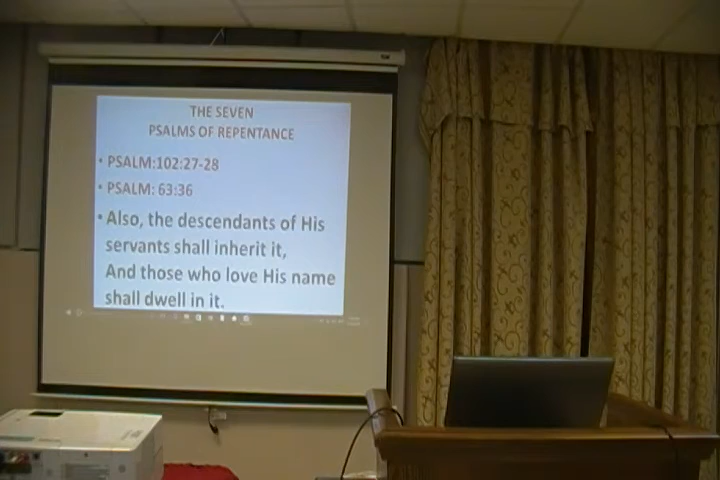 THE SEVEN
PSALMS OF REPENTANCE
• PSALM:102:27-28
• PSALM: 63:36
• Also, the descendants of His
servants shall inherit it,
And those who love His name
shall dwell in it.